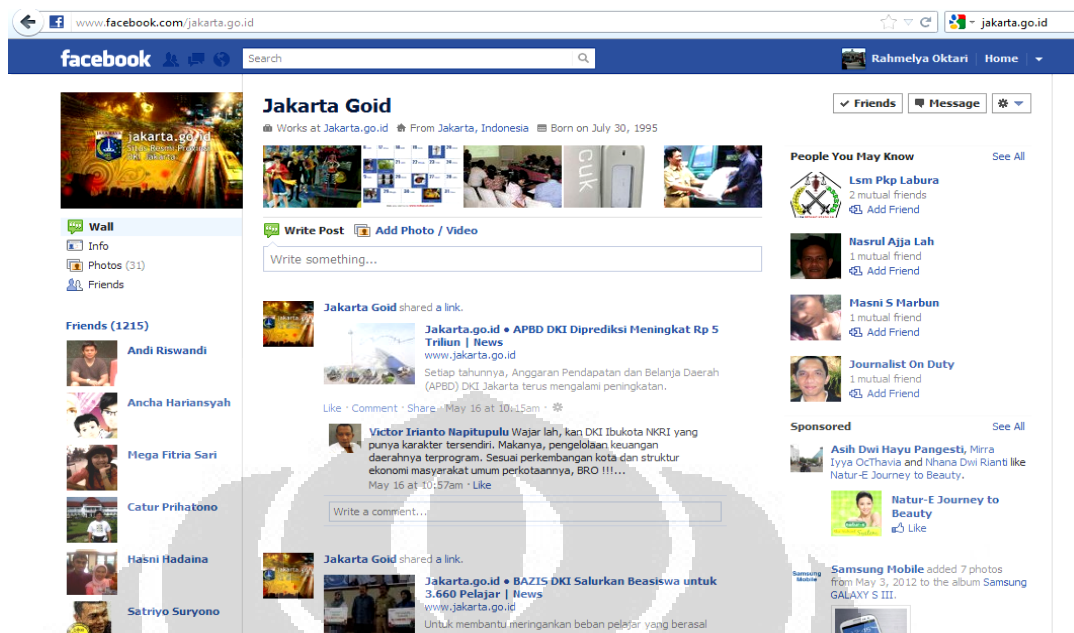 www.facebook.com/jakarta.go.id
jakarta.go.id
facebook
Search
Rahmelya Oktari Home
jakarta.go.id
Situs Resmi Provinsi
DKI Jakarta
Wall
Info
Photos (31)
Friends
Friends (1215)
Andi Riswandi
Ancha Hariansyah
Mega Fitria Sari
Catur Prihatono
Hasni Hadaina
Satriyo Suryono
Jakarta Goid
Works at Jakarta.go.id From Jakarta, Indonesia Born on July 30, 1995
Friends Message
Write Post Add Photo / Video
Write something...
Jakarta Goid shared a link.
Jakarta.go.id • APBD DKI Diprediksi Meningkat Rp 5
Triliun | News
www.jakarta.go.id
Setiap tahunnya, Anggaran Pendapatan dan Belanja Daerah
(APBD) DKI Jakarta terus mengalami peningkatan.
Like · Comment · Share · May 16 at 10:15am ·
Victor Irianto Napitupulu Wajar lah, kan DKI Ibukota NKRI yang
punya karakter tersendiri. Makanya, pengelolaan keuangan
daerahnya terprogram. Sesuai perkembangan kota dan struktur
ekonomi masyarakat umum perkotaannya, BRO !!!...
May 16 at 10:57am · Like
Write a comment...
Jakarta Goid shared a link.
Jakarta.go.id • BAZIS DKI Salurkan Beasiswa untuk
3.660 Pelajar | News
www.jakarta.go.id
Untuk membantu meringankan beban pelajar yang berasal
People You May Know See All
Lsm Pkp Labura
2 mutual friends
Add Friend
Nasrul Ajja Lah
1 mutual friend
Add Friend
Masni S Marbun
1 mutual friend
Add Friend
Journalist On Duty
1 mutual friend
Add Friend
Sponsored See All
Asih Dwi Hayu Pangesti, Mirra
Iyya OcThavia and Nhana Dwi Rianti like
Natur-E Journey to Beauty.
Natur-E Journey to
Beauty
Like
Samsung Mobile
Samsung Mobile added 7 photos
from May 3, 2012 to the album Samsung
GALAXY S III.